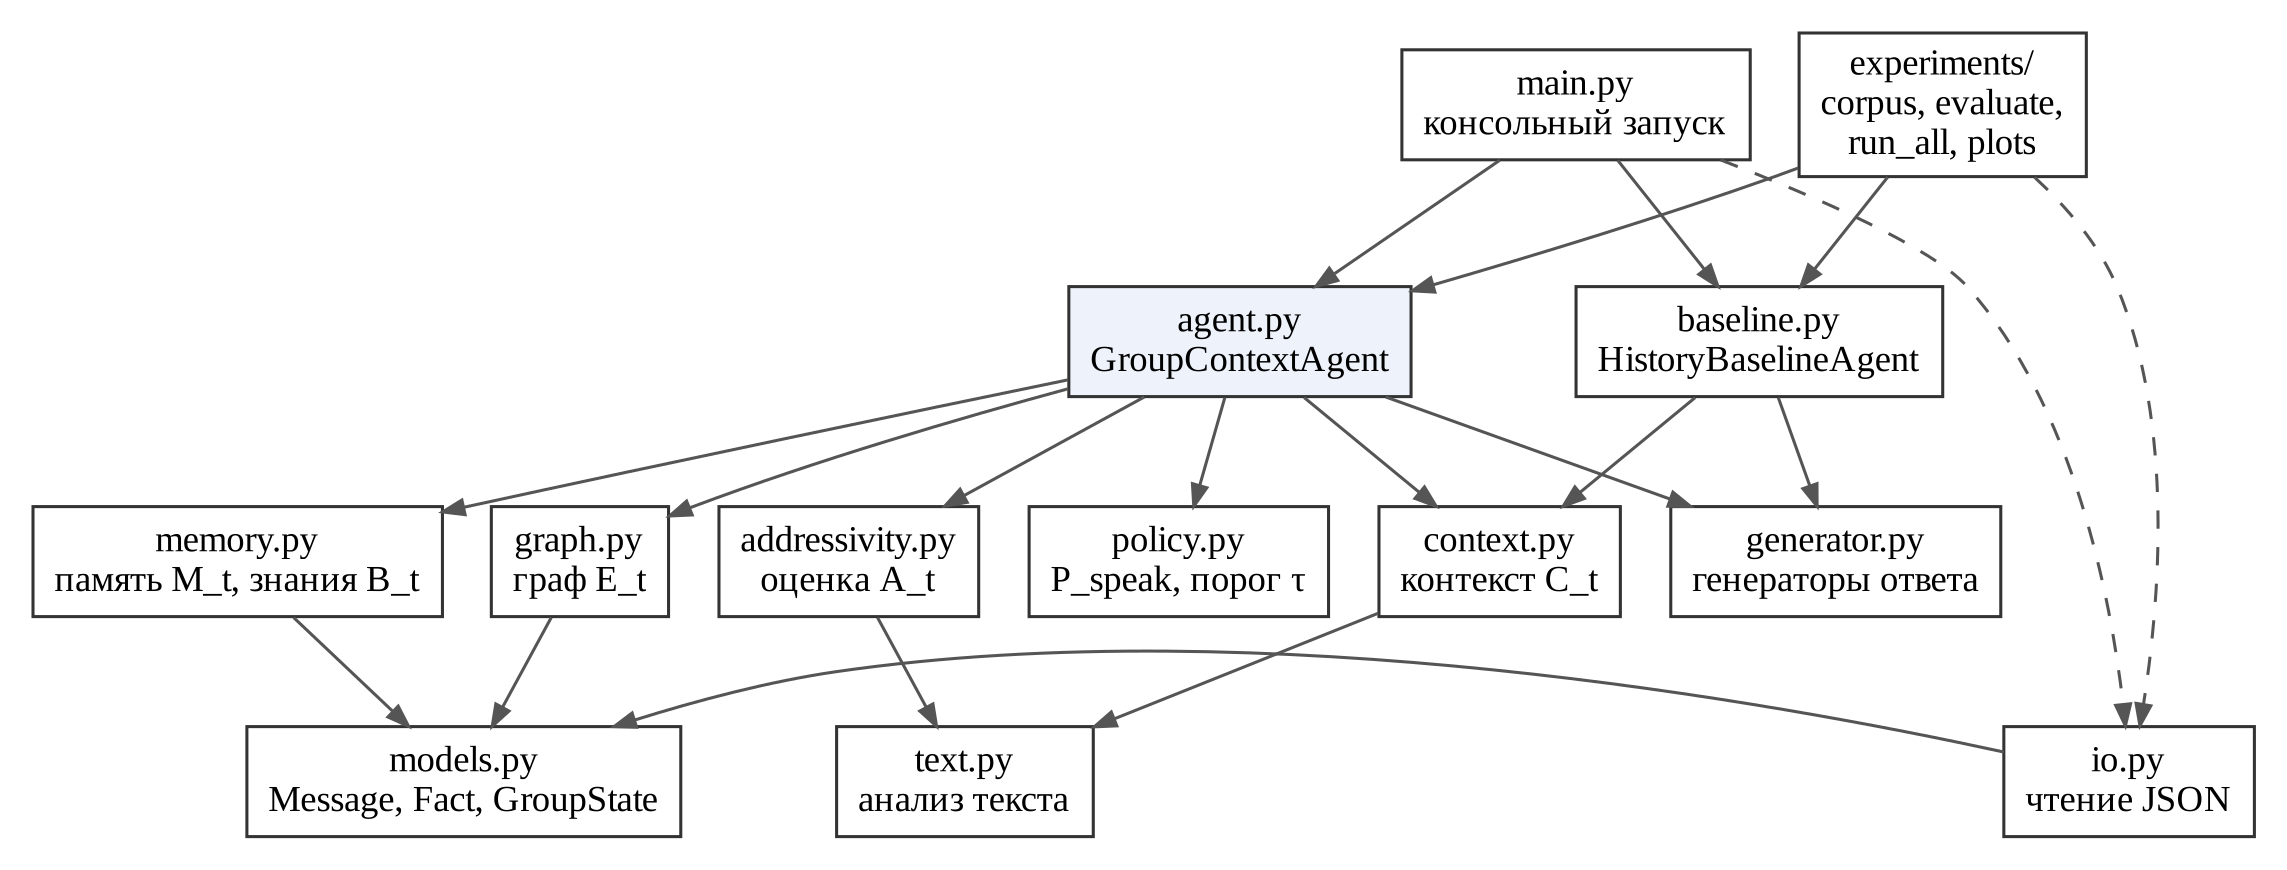 main.py
консольный запуск
experiments/
corpus, evaluate,
run_all, plots
agent.py
GroupContextAgent
baseline.py
HistoryBaselineAgent
memory.py
память M_t, знания B_t
graph.py
граф E_t
addressivity.py
оценка A_t
policy.py
P_speak, порог τ
context.py
контекст C_t
generator.py
генераторы ответа
models.py
Message, Fact, GroupState
text.py
анализ текста
io.py
чтение JSON